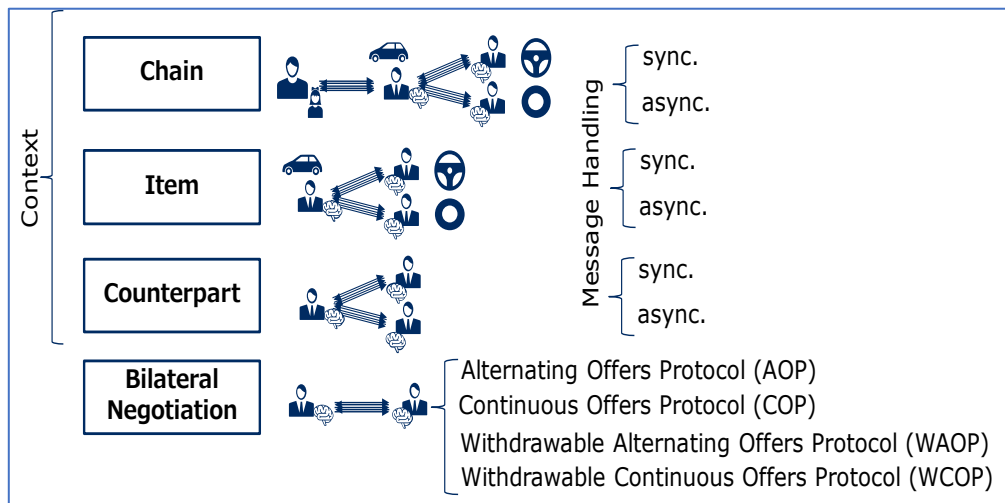 Context
Chain
Message Handling
sync.
async.
Item
sync.
async.
Counterpart
sync.
async.
Bilateral
Negotiation
Alternating Offers Protocol (AOP)
Continuous Offers Protocol (COP)
Withdrawable Alternating Offers Protocol (WAOP)
Withdrawable Continuous Offers Protocol (WCOP)